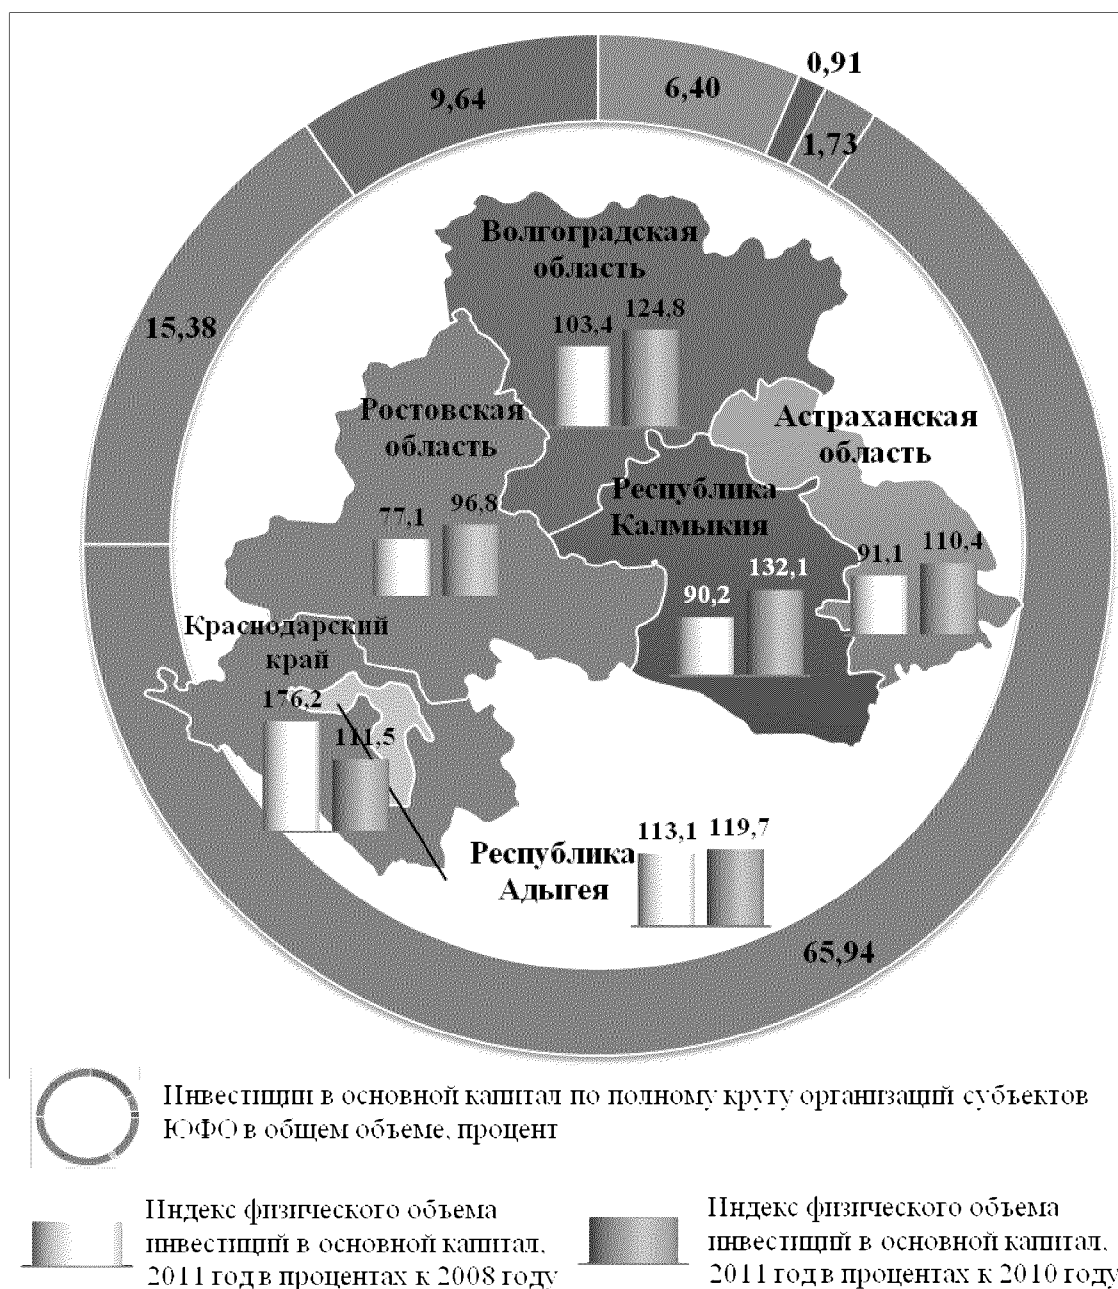 0,91
9,64
6,40
1,73
15,38
Волгоградская
область
103,4
124,8
Ростовская
область
77,1
96,8
Астраханская
область
91,1
110,4
Республика
Калмыкия
90,2
132,1
Краснодарский
край
176,2
111,5
Республика
Адыгея
113,1
119,7
65,94
Инвестиции в основной капитал по полному кругу организаций субъектов
ЮФО в общем объеме, процент
Индекс физического объема
инвестиций в основной капитал,
2011 год в процентах к 2008 году
Индекс физического объема
инвестиций в основной капитал,
2011 год в процентах к 2010 году